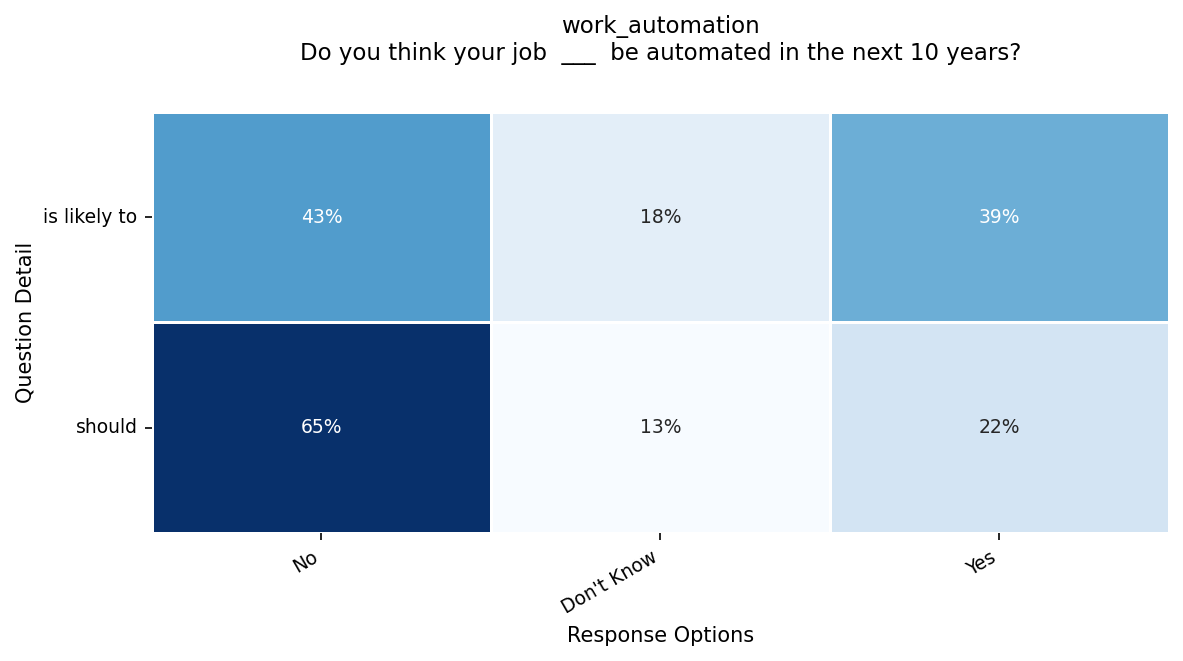 work_automation
Do you think your job  ___  be automated in the next 10 years?
Question Detail
is likely to
43%
18%
39%
should
65%
13%
22%
No
Don't Know
Yes
Response Options